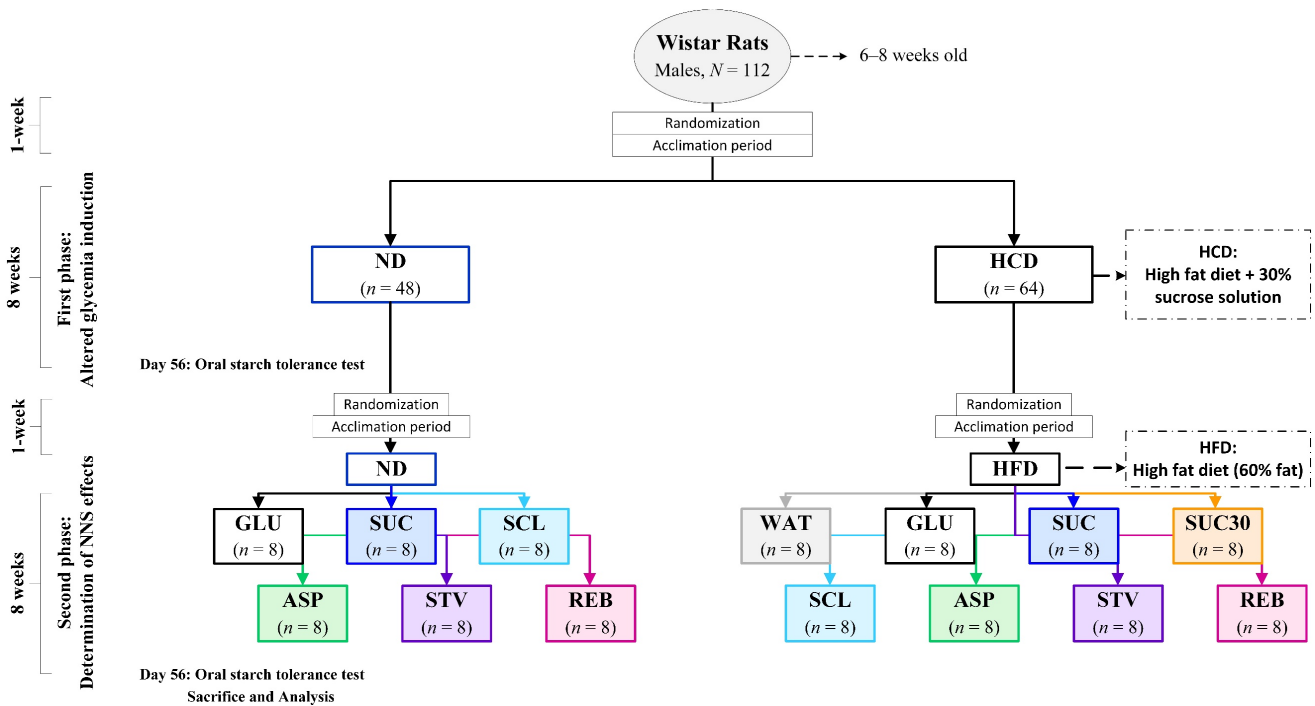 Wistar Rats
Males, N = 112
6–8 weeks old
1-week
Randomization
Acclimation period
8 weeks
First phase:
Altered glycemia induction
ND
(n = 48)
HCD
(n = 64)
HCD:
High fat diet + 30%
sucrose solution
Day 56: Oral starch tolerance test
1-week
Randomization
Acclimation period
Randomization
Acclimation period
ND
HFD
HFD:
High fat diet (60% fat)
8 weeks
Second phase:
Determination of NNS effects
GLU
(n = 8)
SUC
(n = 8)
SCL
(n = 8)
WAT
(n = 8)
GLU
(n = 8)
SUC
(n = 8)
SUC30
(n = 8)
ASP
(n = 8)
STV
(n = 8)
REB
(n = 8)
SCL
(n = 8)
ASP
(n = 8)
STV
(n = 8)
REB
(n = 8)
Day 56: Oral starch tolerance test
Sacrifice and Analysis